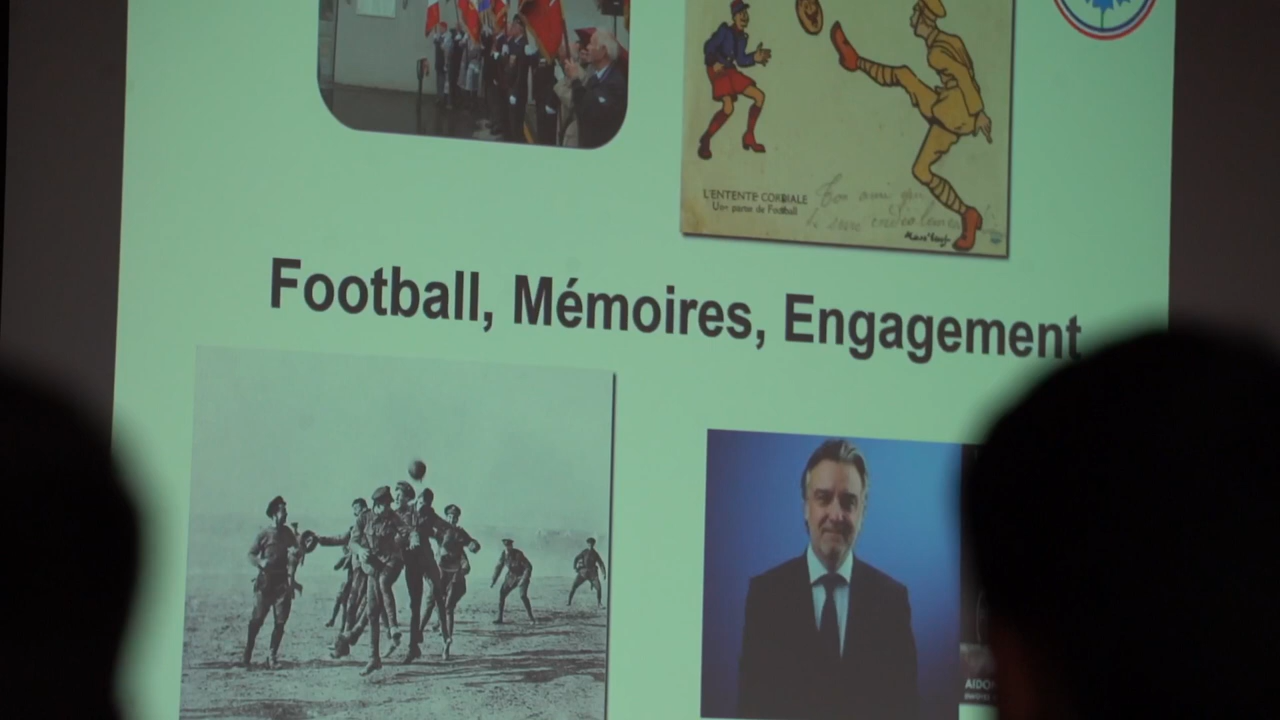 L'ENTENTE CORDIALE
Une partie de Football
Football, Mémoires, Engagement